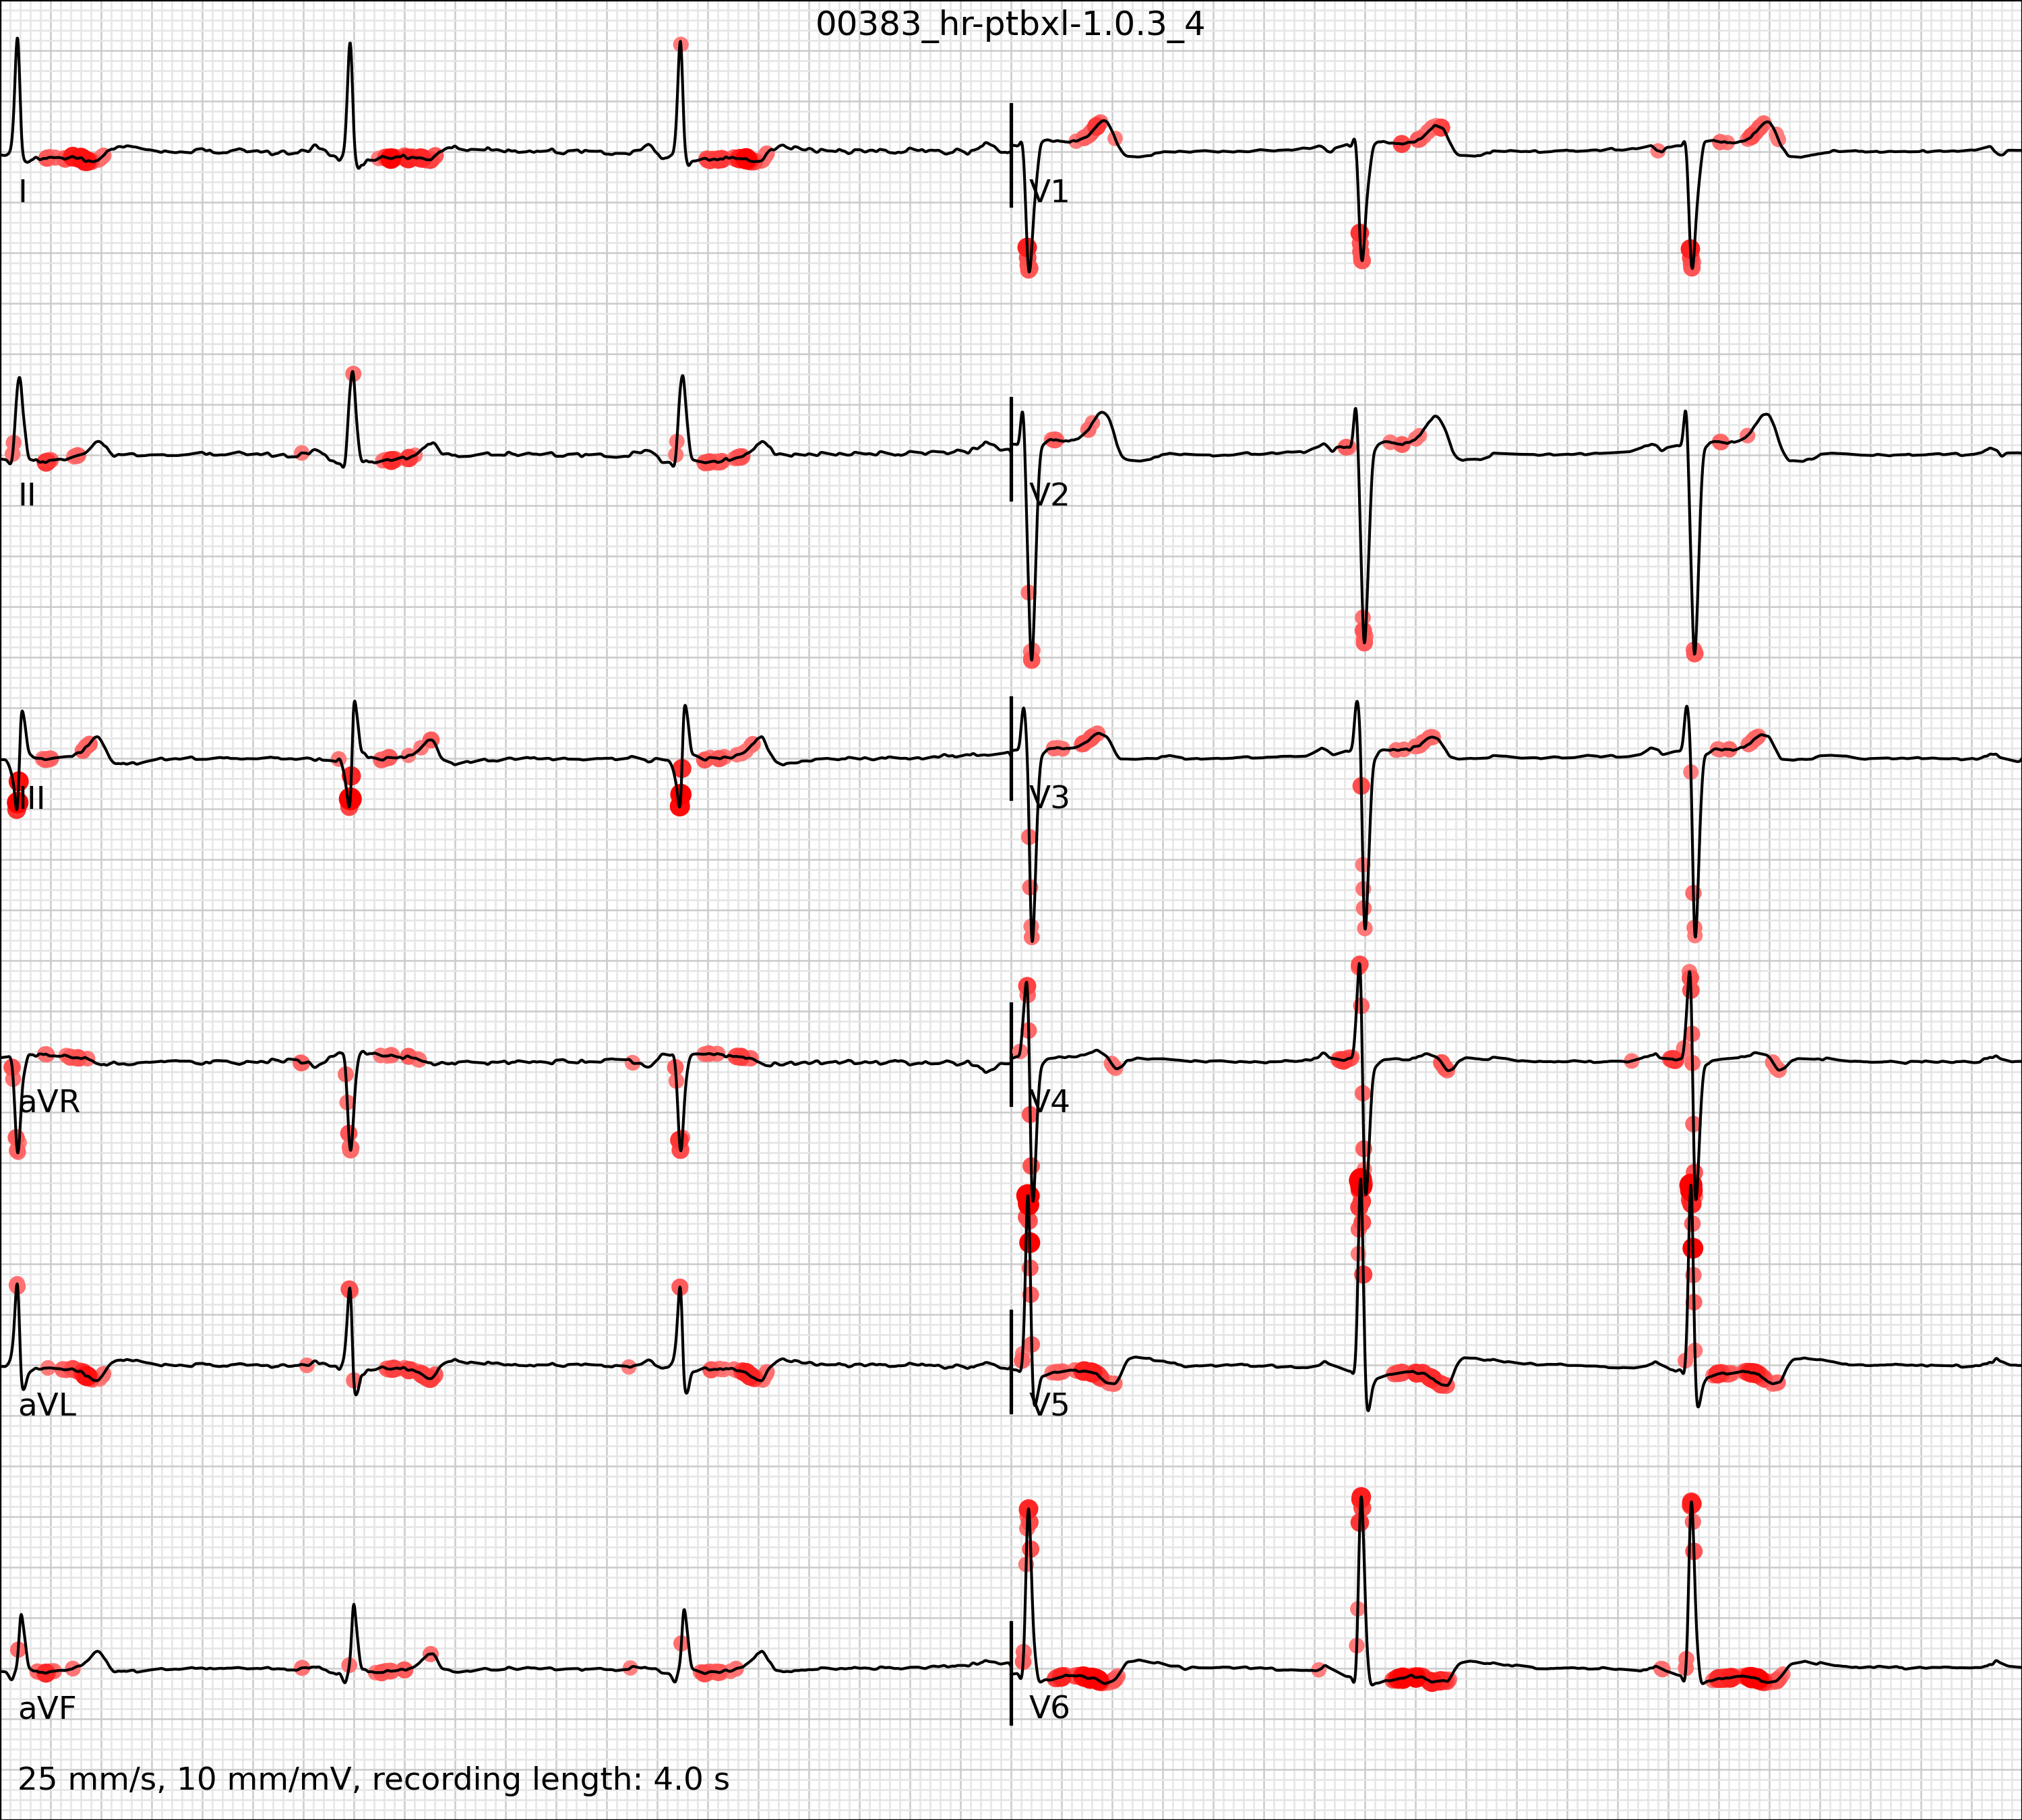 00383_hr-ptbxl-1.0.3_4
I
V1
II
V2
III
V3
aVR
V4
aVL
V5
aVF
V6
25 mm/s, 10 mm/mV, recording length: 4.0 s